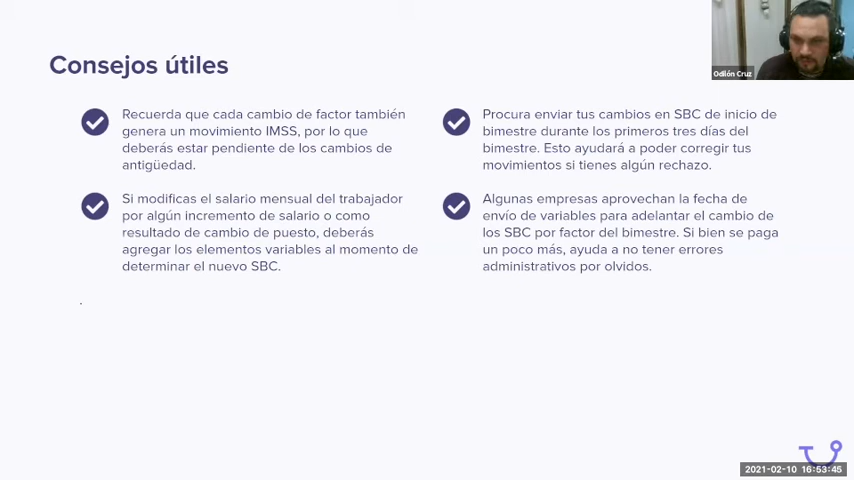 Consejos útiles
Recuerda que cada cambio de factor también
genera un movimiento IMSS, por lo que
deberás estar pendiente de los cambios de
antigüedad.
Si modificas el salario mensual del trabajador
por algún incremento de salario o como
resultado de cambio de puesto, deberás
agregar los elementos variables al momento de
determinar el nuevo SBC.
.
Procura enviar tus cambios en SBC de inicio de
bimestre durante los primeros tres días del
bimestre. Esto ayudará a poder corregir tus
movimientos si tienes algún rechazo.
Algunas empresas aprovechan la fecha de
envío de variables para adelantar el cambio de
los SBC por factor del bimestre. Si bien se paga
un poco más, ayuda a no tener errores
administrativos por olvidos.
Odilón Cruz
2021-02-10 16:53:45